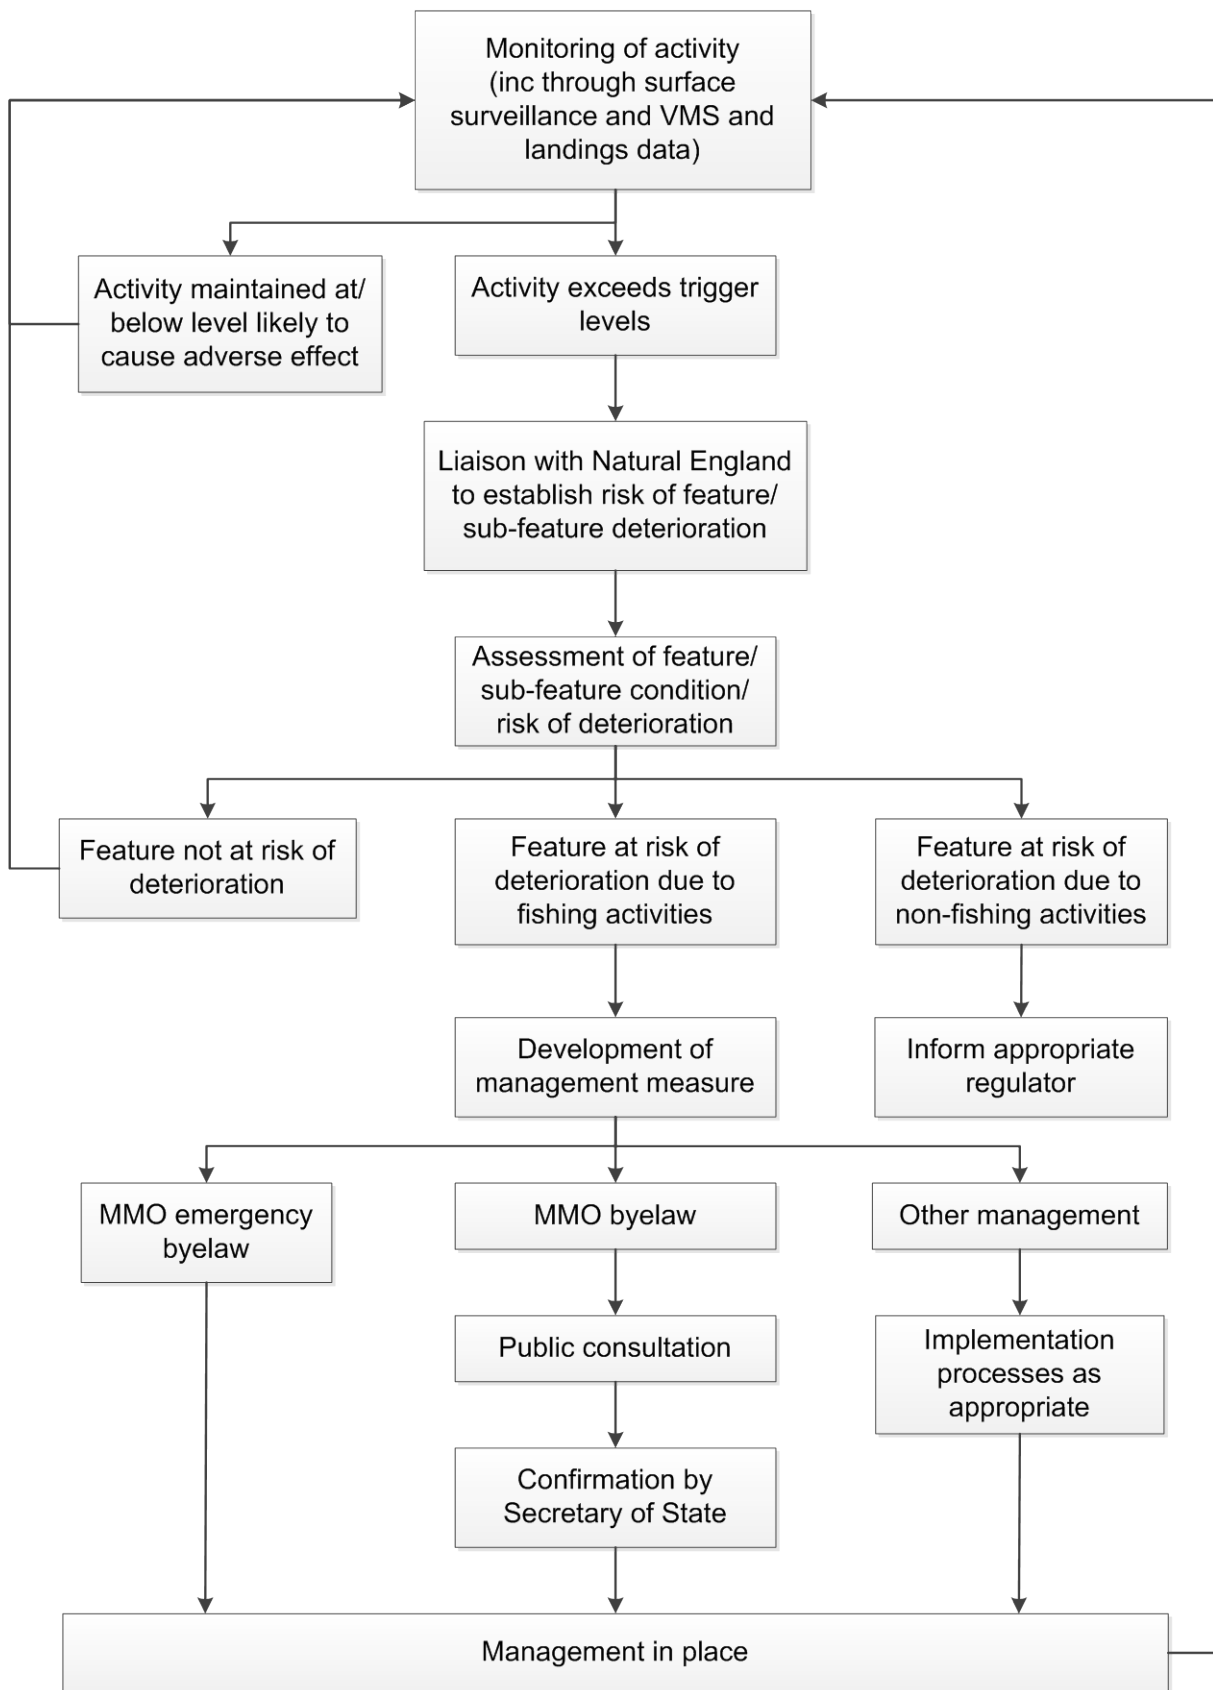 Monitoring of activity
(inc through surface
surveillance and VMS and
landings data)
Activity maintained at/
below level likely to
cause adverse effect
Activity exceeds trigger
levels
Liaison with Natural England
to establish risk of feature/
sub-feature deterioration
Assessment of feature/
sub-feature condition/
risk of deterioration
Feature not at risk of
deterioration
Feature at risk of
deterioration due to
fishing activities
Feature at risk of
deterioration due to
non-fishing activities
Development of
management measure
Inform appropriate
regulator
MMO emergency
byelaw
MMO byelaw
Other management
Public consultation
Implementation
processes as
appropriate
Confirmation by
Secretary of State
Management in place